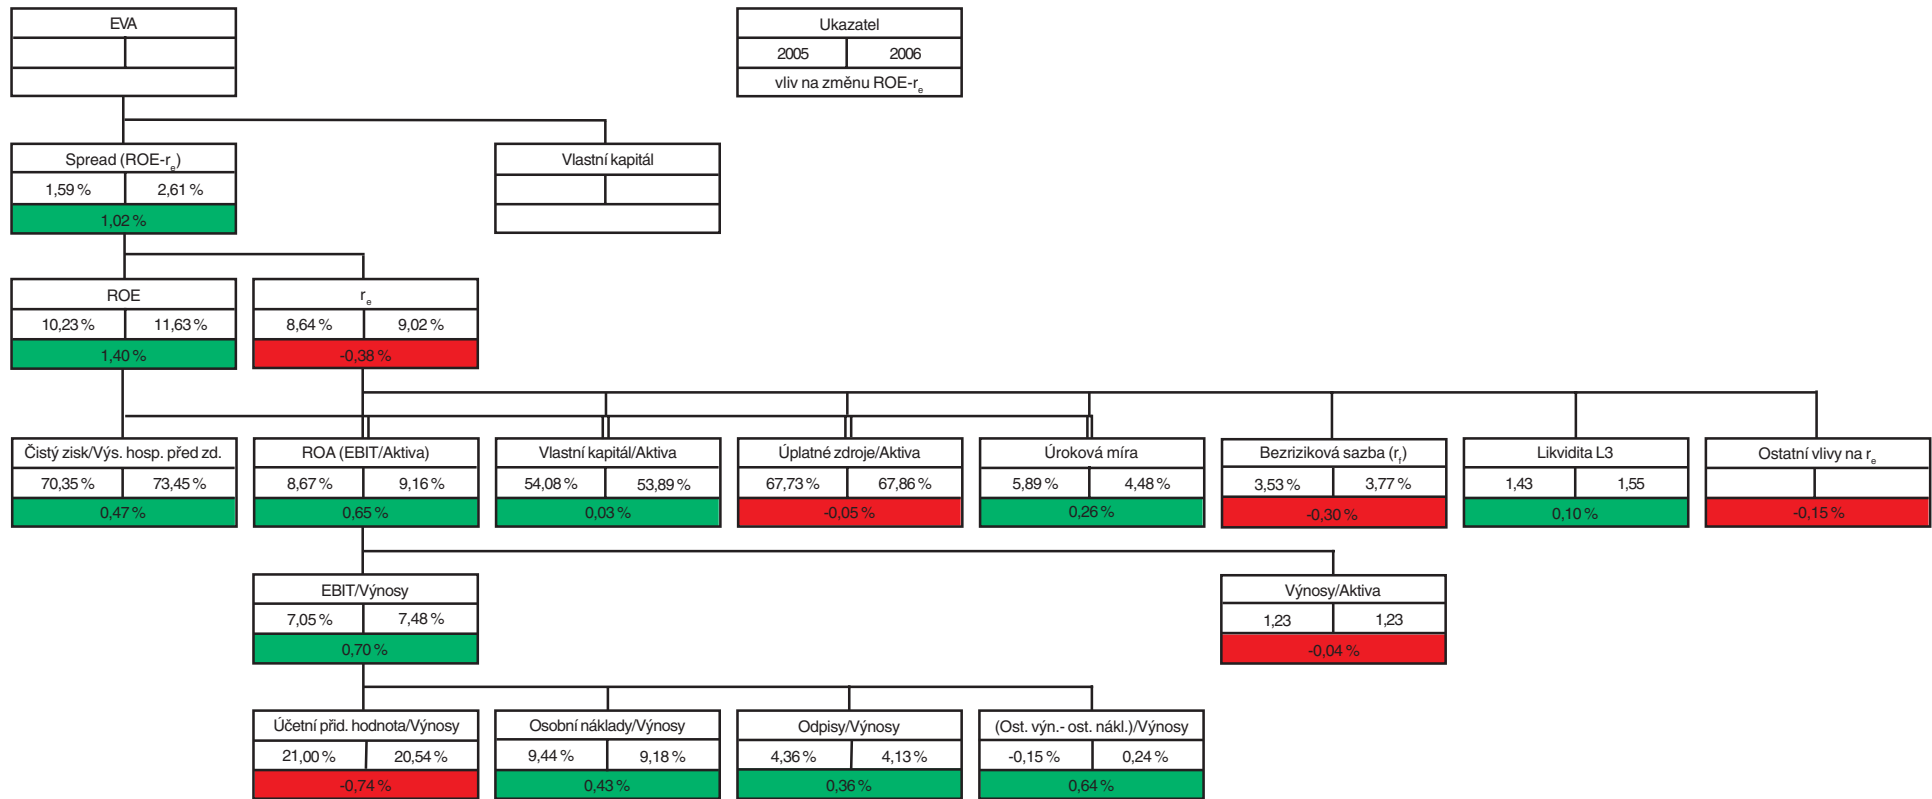 EVA
Ukazatel
2005 2006
vliv na změnu ROE-re
Spread (ROE-re)
1,59 % 2,61 %
1,02 %
Vlastní kapitál
ROE
10,23 % 11,63 %
1,40 %
re
8,64 % 9,02 %
-0,38 %
Čistý zisk/Výs. hosp. před zd.
70,35 % 73,45 %
0,47 %
ROA (EBIT/Aktiva)
8,67 % 9,16 %
0,65 %
Vlastní kapitál/Aktiva
54,08 % 53,89 %
0,03 %
Úplatné zdroje/Aktiva
67,73 % 67,86 %
-0,05 %
Úroková míra
5,89 % 4,48 %
0,26 %
Bezriziková sazba (rf)
3,53 % 3,77 %
-0,30 %
Likvidita L3
1,43 1,55
0,10 %
Ostatní vlivy na re
-0,15 %
EBIT/Výnosy
7,05 % 7,48 %
0,70 %
Výnosy/Aktiva
1,23 1,23
-0,04 %
Účetní přid. hodnota/Výnosy
21,00 % 20,54 %
-0,74 %
Osobní náklady/Výnosy
9,44 % 9,18 %
0,43 %
Odpisy/Výnosy
4,36 % 4,13 %
0,36 %
(Ost. výn.- ost. nákl.)/Výnosy
-0,15 % 0,24 %
0,64 %